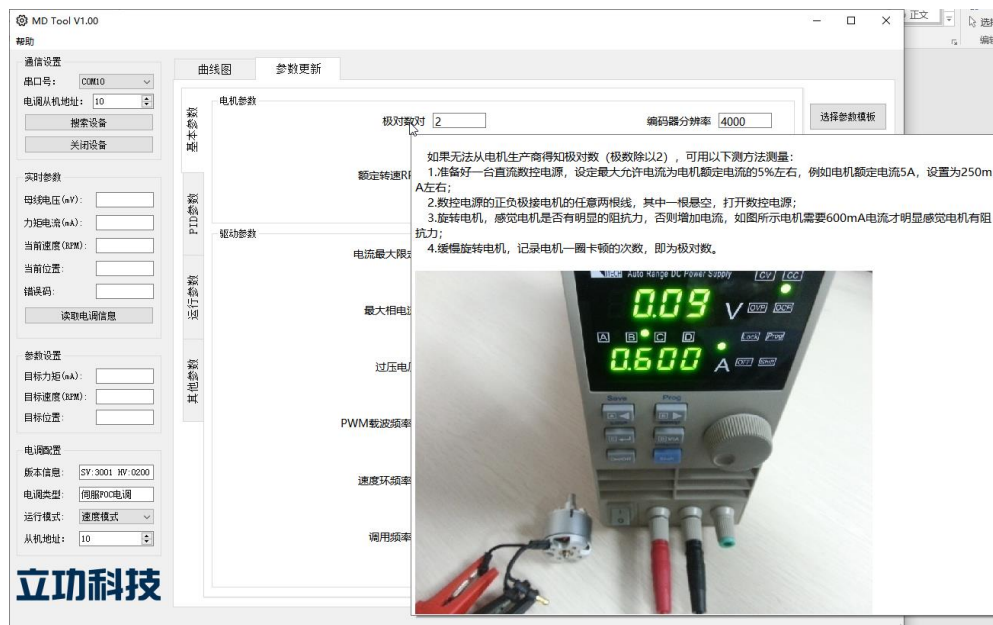 MD Tool V1.00
正文
帮助
编辑
通信设置
串口号: COM10
电调从机地址: 10
搜索设备
关闭设备
实时参数
母线电压(mV):
力矩电流(mA):
当前速度(RPM):
当前位置:
错误码:
读取电调信息
参数设置
目标力矩(mA):
目标速度(RPM):
目标位置:
电调配置
版本信息: SV:3001 HV:0200
电调类型: 伺服FOC电调
运行模式: 速度模式
从机地址: 10
立功科技
曲线图 参数更新
基本参数
PID参数
运行参数
其他参数
电机参数
极对数对 2 编码器分辨率 4000
选择参数模板
额定转速R
驱动参数
电流最大限
最大相电
过压电
PWM载波频率
速度环频率
调用频率
如果无法从电机生产商得知极对数（极数除以2），可用以下测方法测量：
1.准备好一台直流数控电源，设定最大允许电流为电机额定电流的5%左右，例如电机额定电流5A，设置为250m
A左右；
2.数控电源的正负极接电机的任意两根线，其中一根悬空，打开数控电源；
3.旋转电机，感觉电机是否有明显的阻抗力，否则增加电流，如图所示电机需要600mA电流才明显感觉电机有阻
抗力；
4.缓慢旋转电机，记录电机一圈卡顿的次数，即为极对数。
Auto Range DC Power Supply CV CC
0.09 V OVP OCP
A B C D Lock Prog
0.600 A OTP
Save Prog